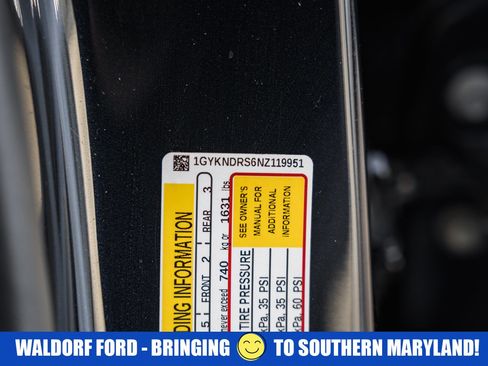 1GYKNDRS6NZ119951
DING INFORMATION
5 | FRONT 2 | REAR 3
never exceed 740 kg or 1631 lbs
TIRE PRESSURE
SEE OWNER'S
MANUAL FOR
ADDITIONAL
INFORMATION
kPa, 35 PSI
kPa, 35 PSI
kPa, 60 PSI
WALDORF FORD - BRINGING 😊 TO SOUTHERN MARYLAND!